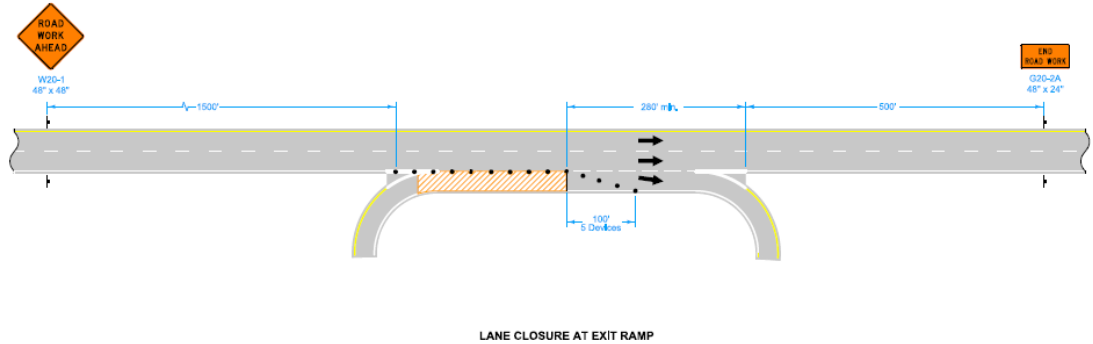 ROAD
WORK
AHEAD
W20-1
48" x 48"
END
ROAD WORK
G20-2A
48" x 24"
1500'
280' min.
500'
100'
5 Devices
LANE CLOSURE AT EXIT RAMP